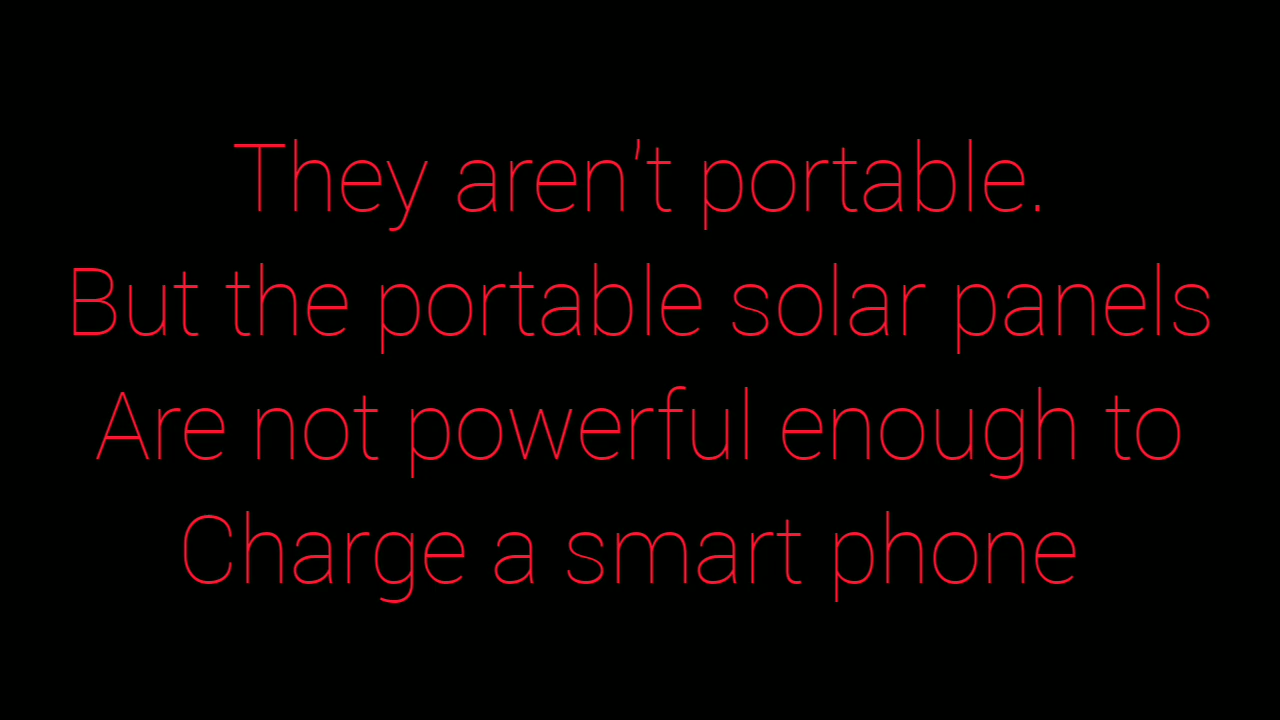 They aren't portable.
But the portable solar panels
Are not powerful enough to
Charge a smart phone